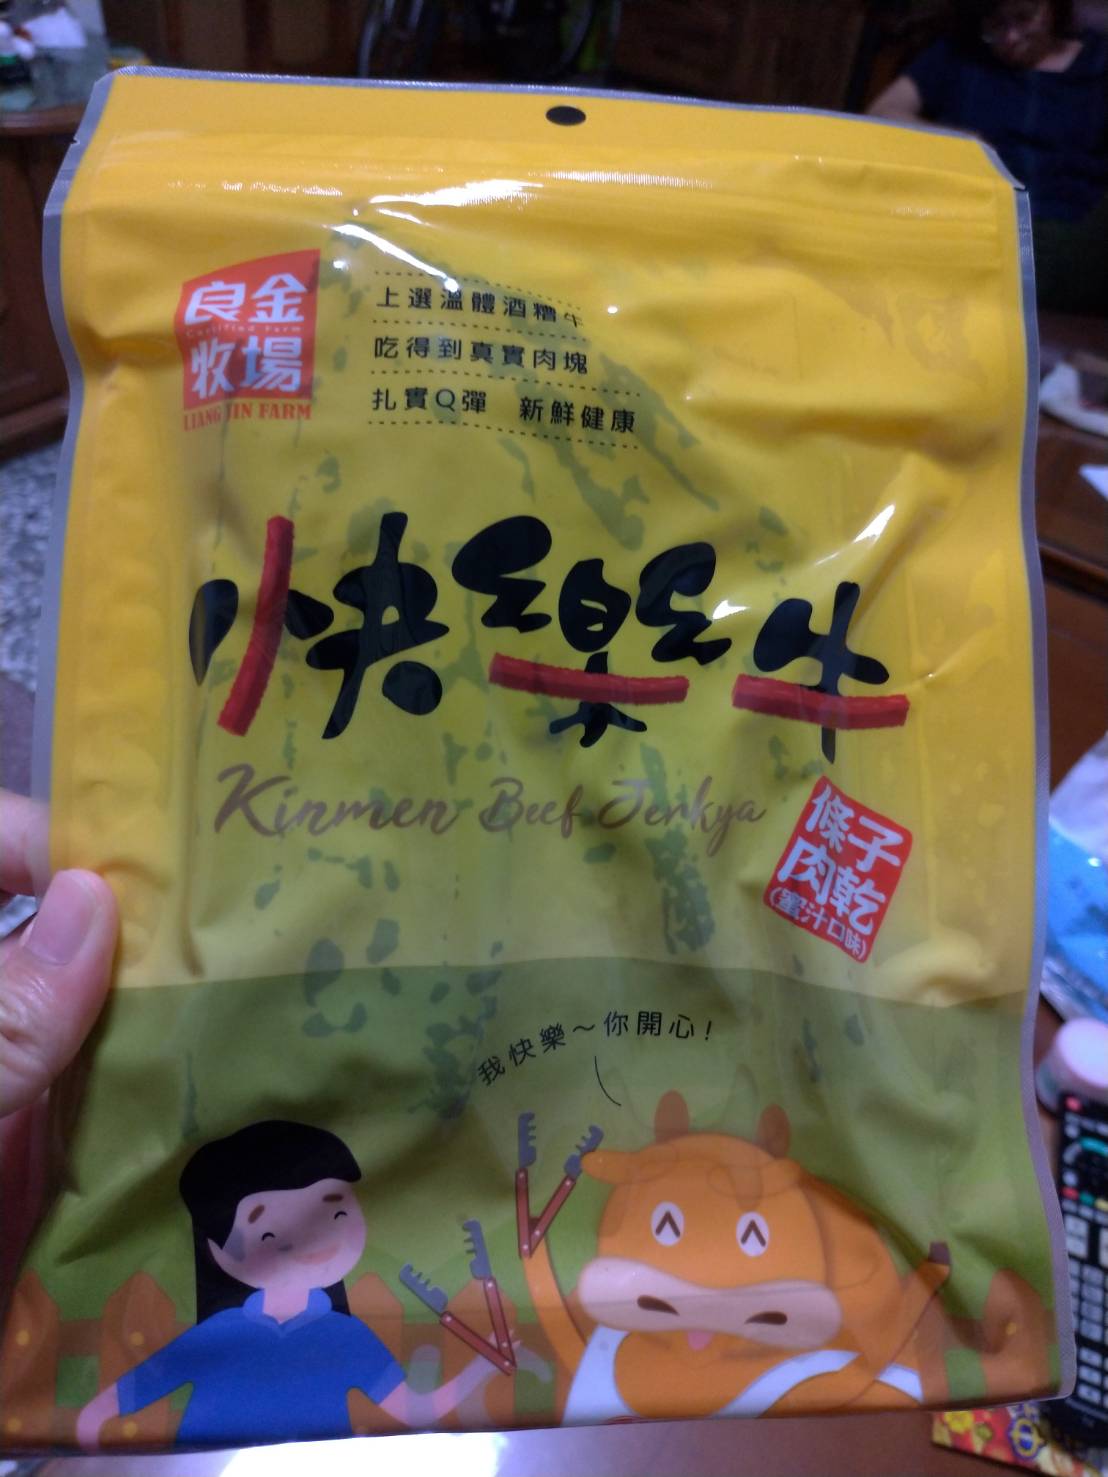 良金
Certified Farm
牧場
LIANG JIN FARM
上選溫體酒糟牛
吃得到真實肉塊
扎實Q彈 新鮮健康
快樂牛
Kinmen Beef Jerkya
條子
肉乾
(蜜汁口味)
我快樂～你開心!